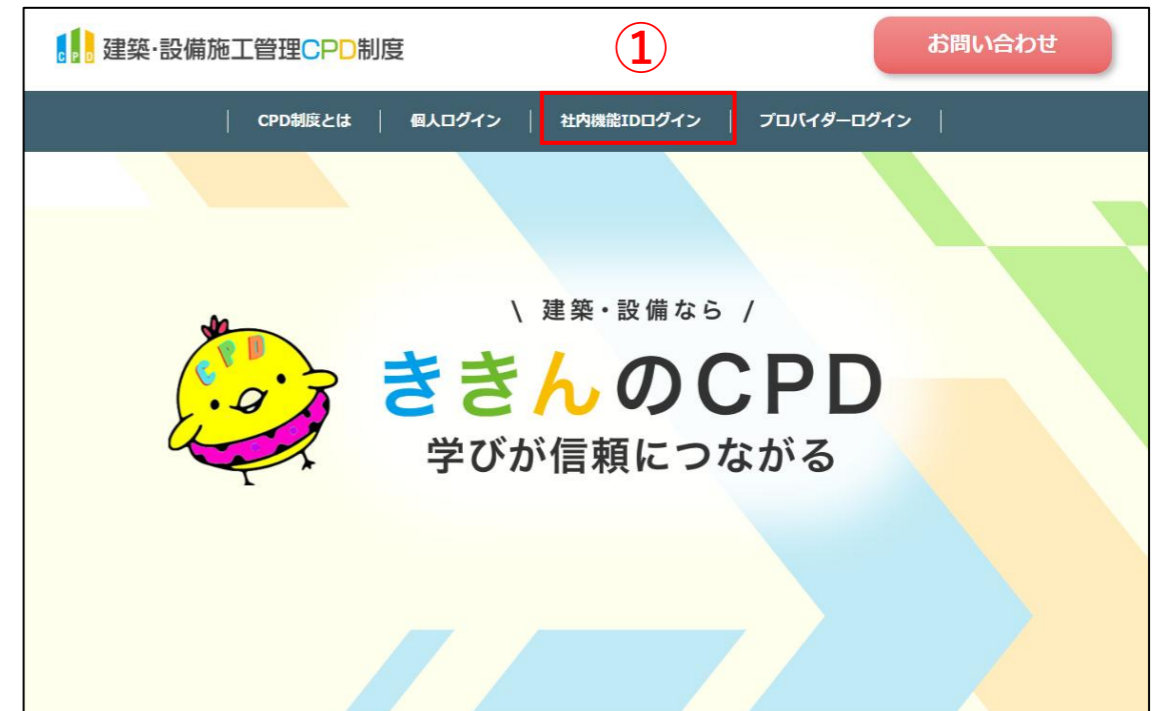 CPD 建築·設備施工管理CPD制度
①
お問い合わせ
CPD制度とは | 個人ログイン | 社内機能IDログイン | プロバイダーログイン
\ 建築・設備なら /
CPD
ききんのCPD
学びが信頼につながる